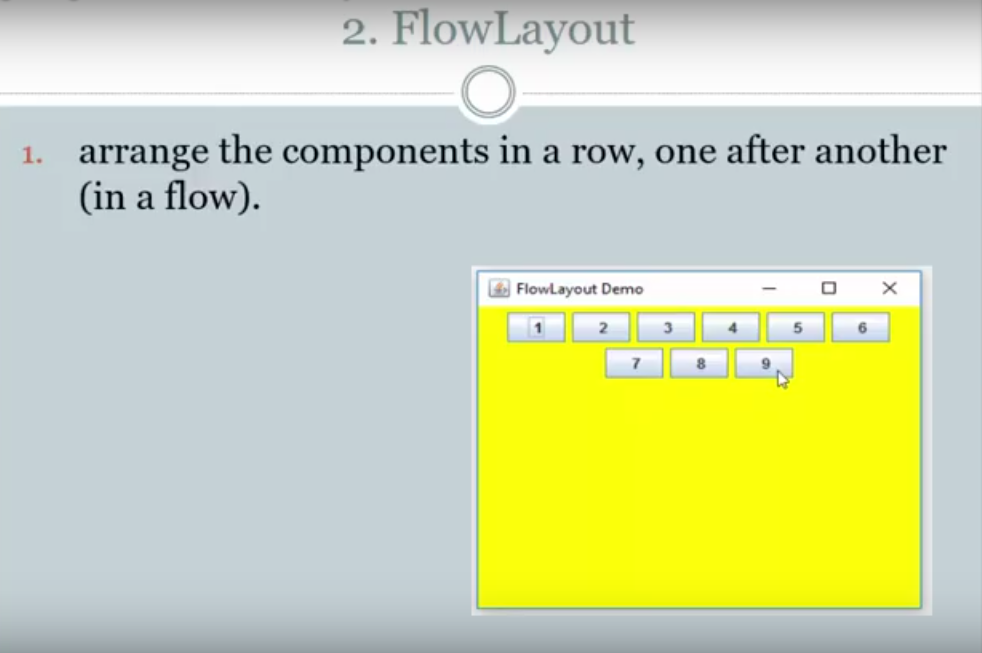 2. FlowLayout
1. arrange the components in a row, one after another
(in a flow).
FlowLayout Demo
1 2 3 4 5 6
7 8 9